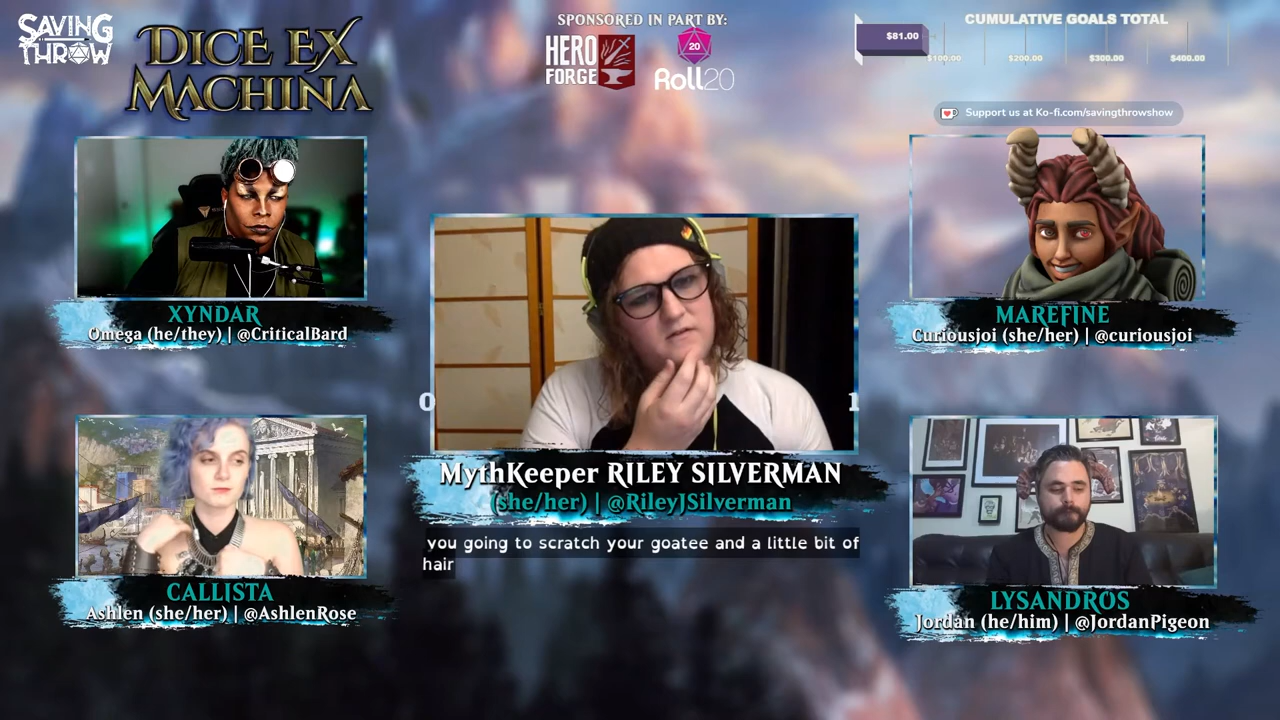 SAVING
THROW
DICE EX
MACHINA
SPONSORED IN PART BY:
HERO
FORGE
20
Roll20
CUMULATIVE GOALS TOTAL
$81.00
$100.00 $200.00 $300.00 $400.00
Support us at Ko-fi.com/savingthrowshow
XYNDAR
Omega (he/they) | @CriticalBard
MAREFINE
Curiousjoi (she/her) | @curiousjoi
0
1
MythKeeper RILEY SILVERMAN
(she/her) | @RileyJSilverman
you going to scratch your goatee and a little bit of
hair
CALLISTA
Ashlen (she/her) | @AshlenRose
LYSANDROS
Jordan (he/him) | @JordanPigeon